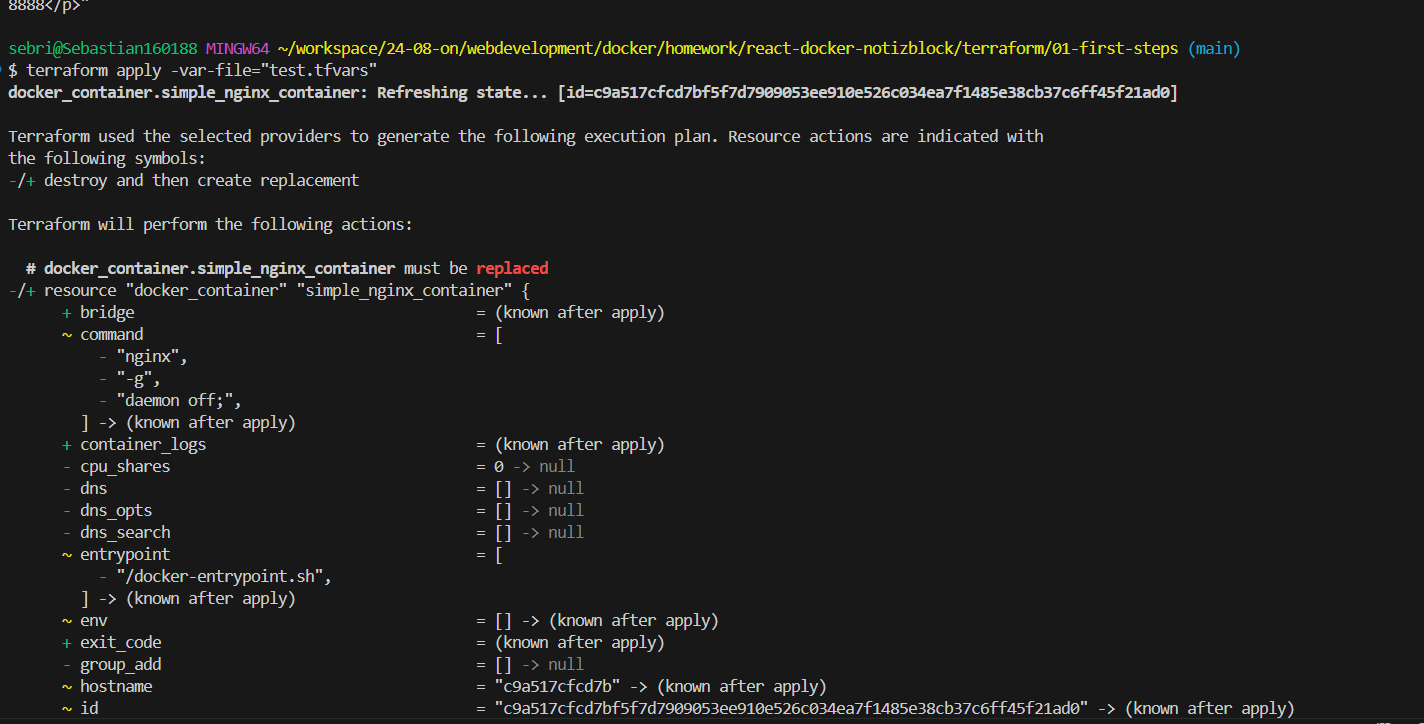 8888</p>"
sebri@Sebastian160188 MINGW64 ~/workspace/24-08-on/webdevelopment/docker/homework/react-docker-notizblock/terraform/01-first-steps (main)
$ terraform apply -var-file="test.tfvars"
docker_container.simple_nginx_container: Refreshing state... [id=c9a517cfcd7bf5f7d7909053ee910e526c034ea7f1485e38cb37c6ff45f21ad0]
Terraform used the selected providers to generate the following execution plan. Resource actions are indicated with
the following symbols:
-/+ destroy and then create replacement
Terraform will perform the following actions:
  # docker_container.simple_nginx_container must be replaced
-/+ resource "docker_container" "simple_nginx_container" {
      + bridge                                      = (known after apply)
      ~ command                                     = [
          - "nginx",
          - "-g",
          - "daemon off;",
        ] -> (known after apply)
      + container_logs                              = (known after apply)
      - cpu_shares                                  = 0 -> null
      - dns                                         = [] -> null
      - dns_opts                                    = [] -> null
      - dns_search                                  = [] -> null
      ~ entrypoint                                  = [
          - "/docker-entrypoint.sh",
        ] -> (known after apply)
      ~ env                                         = [] -> (known after apply)
      + exit_code                                   = (known after apply)
      - group_add                                   = [] -> null
      ~ hostname                                    = "c9a517cfcd7b" -> (known after apply)
      ~ id                                          = "c9a517cfcd7bf5f7d7909053ee910e526c034ea7f1485e38cb37c6ff45f21ad0" -> (known after apply)